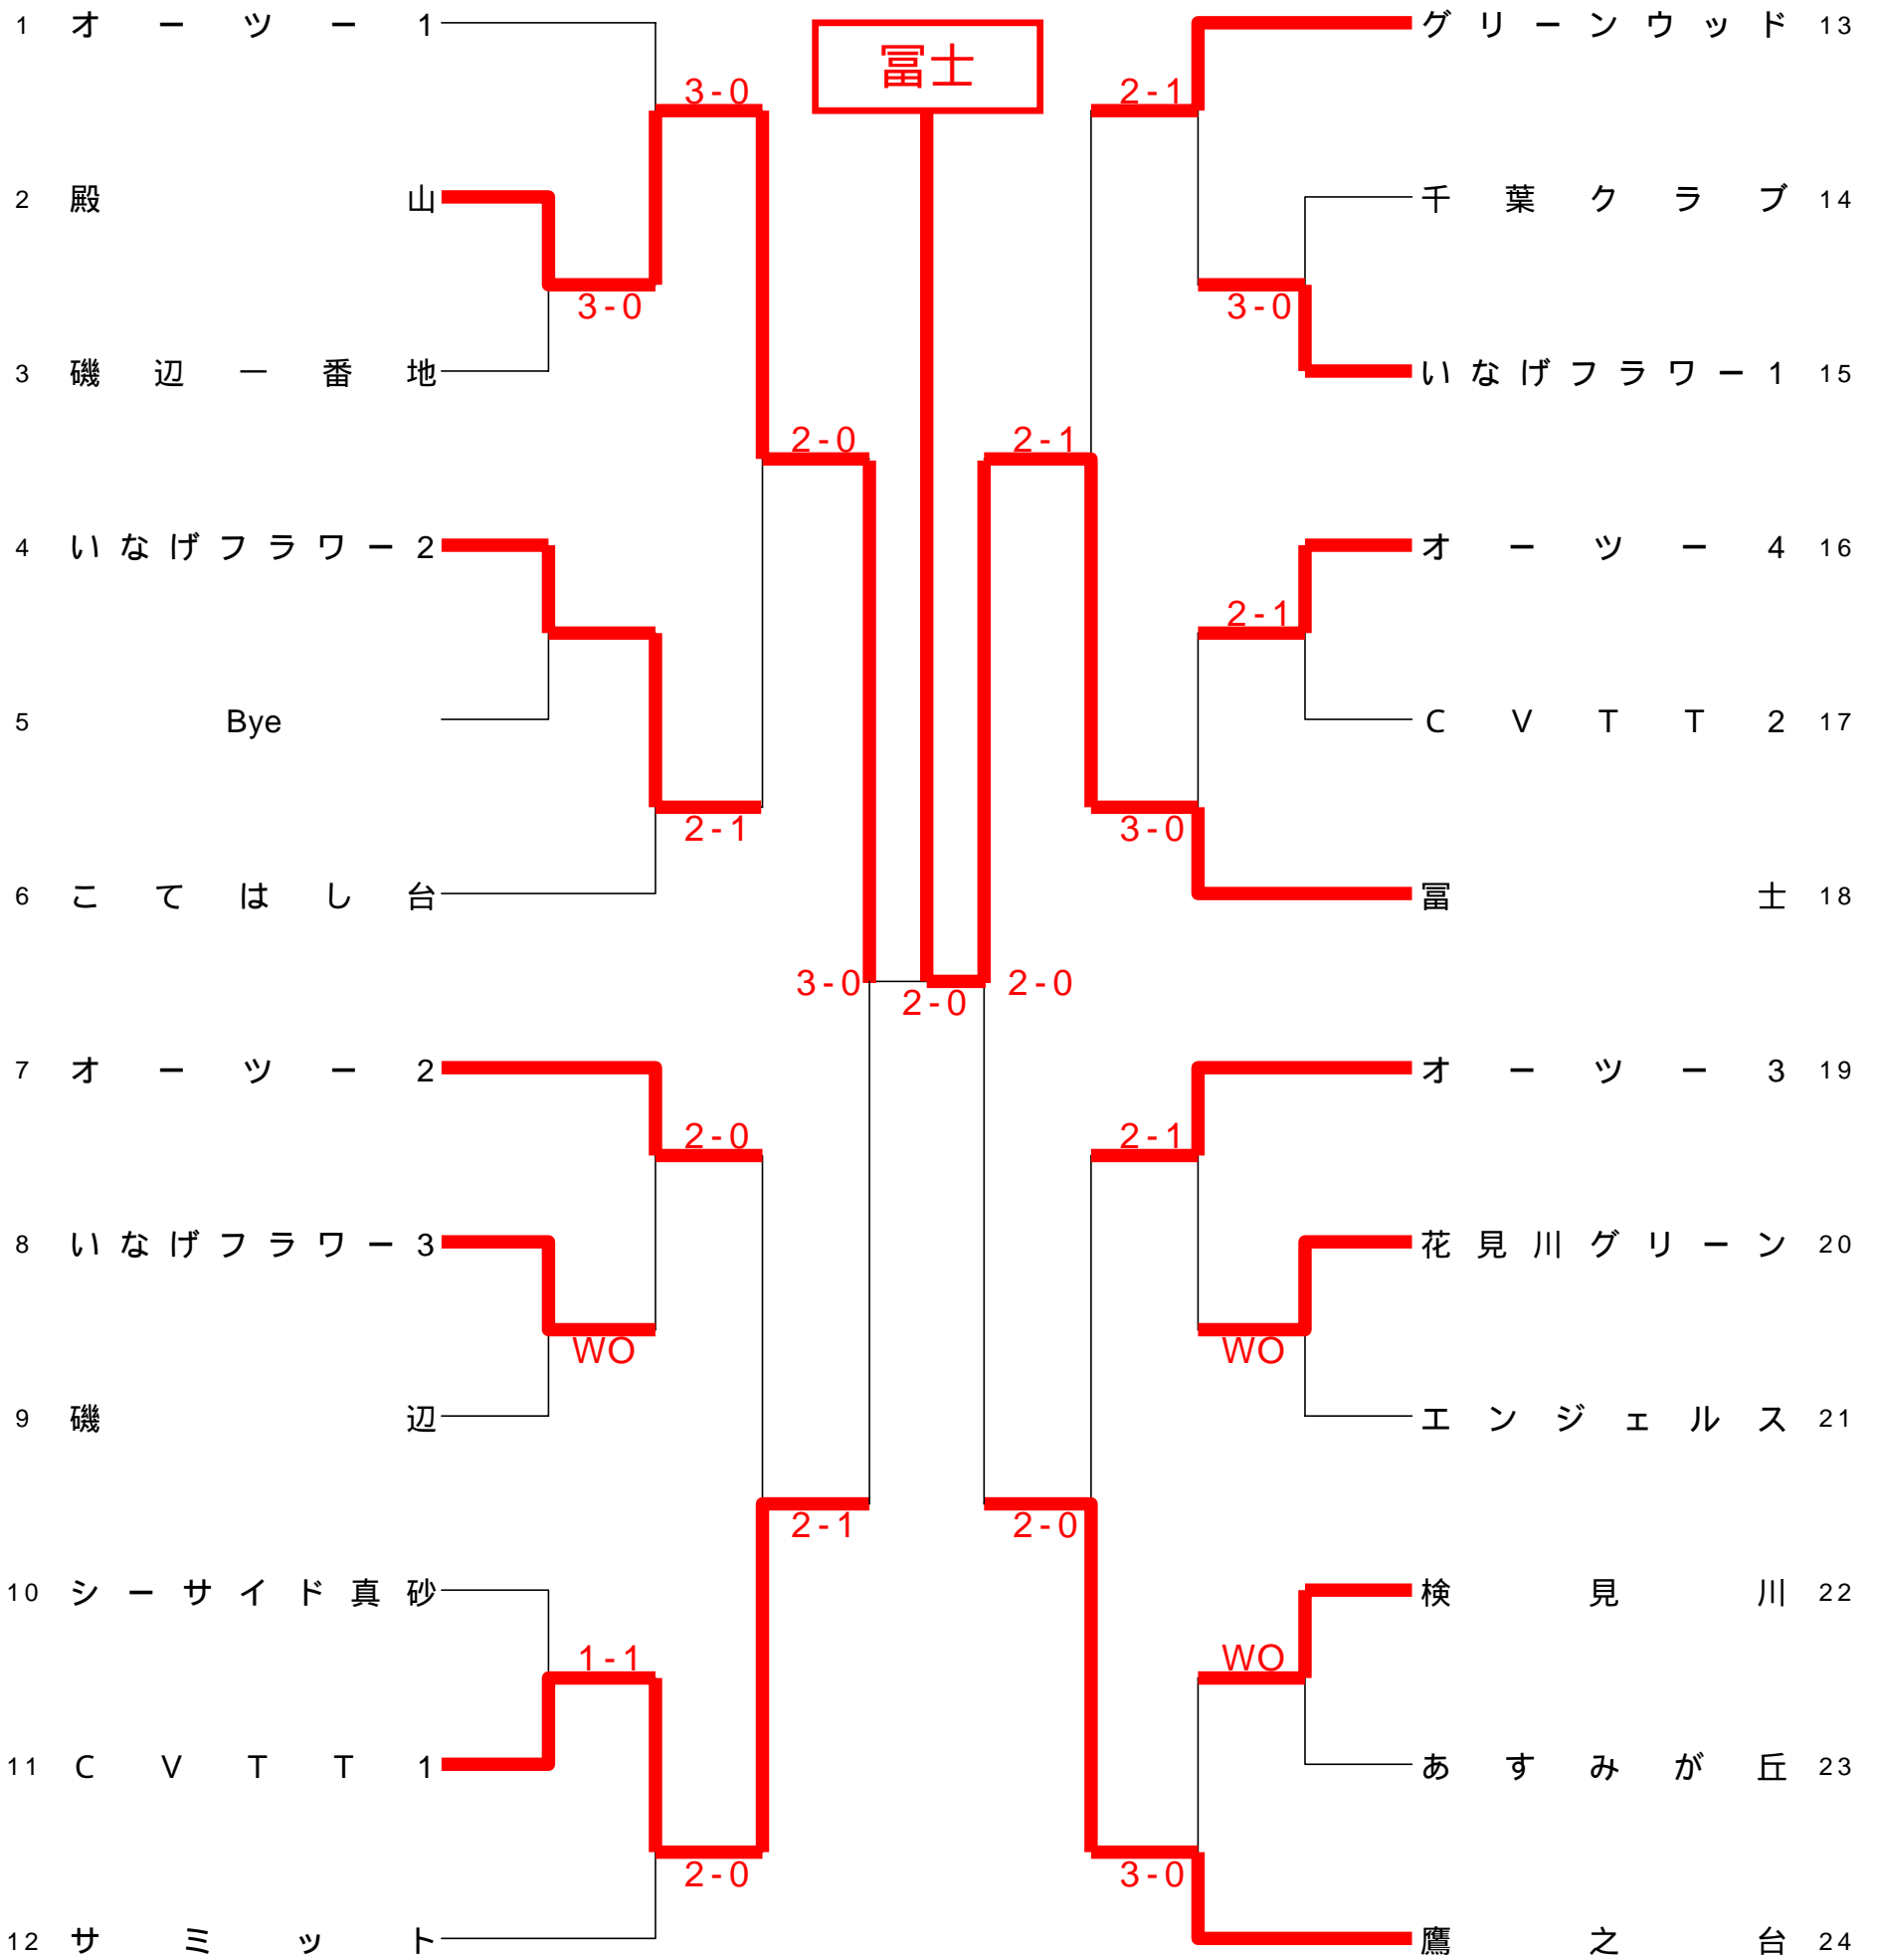 1 オーツー1
グリーンウッド 13
冨士
3-0
2-1
2 殿山
千葉クラブ 14
3-0
3-0
3 磯辺一番地
いなげフラワー1 15
2-0
2-1
4 いなげフラワー2
オーツー4 16
2-1
5 Bye
CVTT2 17
2-1
3-0
6 こてはし台
冨士 18
3-0
2-0
2-0
7 オーツー2
オーツー3 19
2-0
2-1
8 いなげフラワー3
花見川グリーン 20
WO
WO
9 磯辺
エンジェルス 21
2-1
2-0
10 シーサイド真砂
検見川 22
1-1
WO
11 CVTT1
あすみが丘 23
2-0
3-0
12 サミット
鷹之台 24